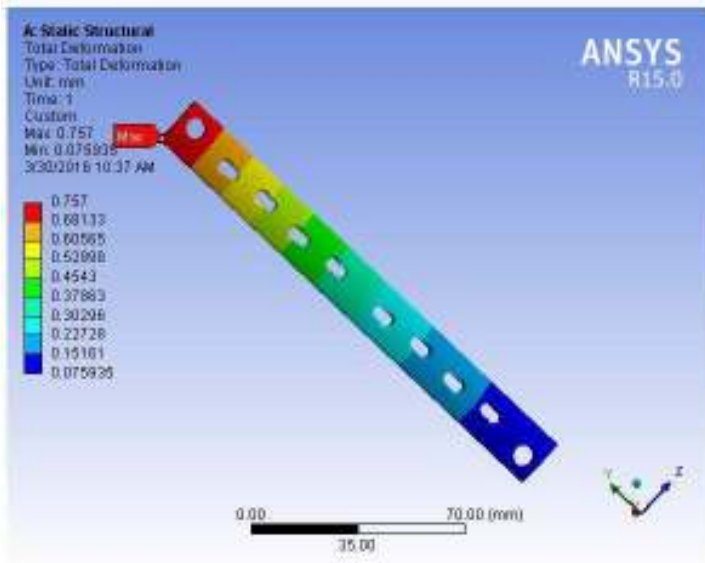 A: Static Structural
Total Deformation
Type: Total Deformation
Unit: mm
Time: 1
Custom
Max: 0.757
Min: 0.075935
3/30/2016 10:37 AM
ANSYS
R15.0
Max
0.757
0.68133
0.60565
0.52998
0.4543
0.37863
0.30296
0.22728
0.15161
0.075935
Y
Z
0.00
70.00 (mm)
35.00